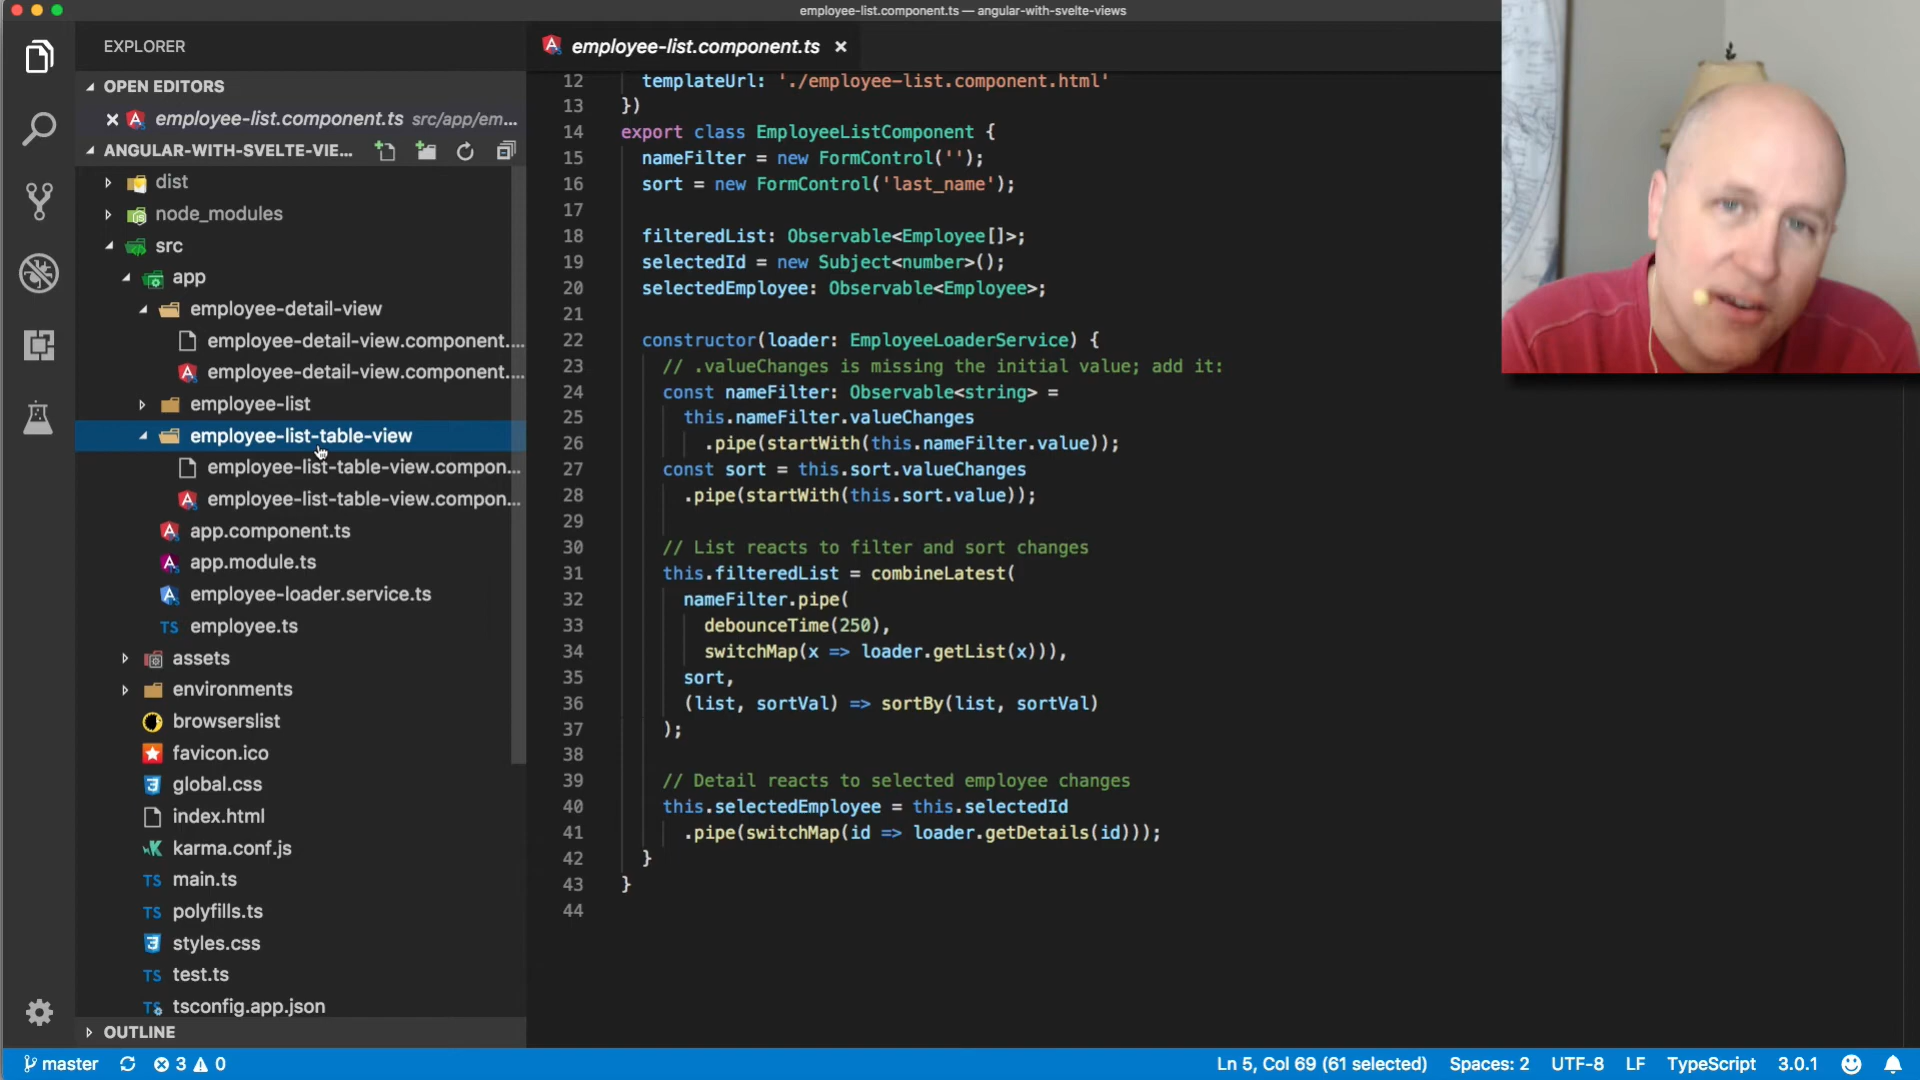 employee-list.component.ts — angular-with-svelte-views
EXPLORER
OPEN EDITORS
employee-list.component.ts src/app/em...
ANGULAR-WITH-SVELTE-VIE...
dist
node_modules
src
app
employee-detail-view
employee-detail-view.component....
employee-detail-view.component....
employee-list
employee-list-table-view
employee-list-table-view.compon...
employee-list-table-view.compon...
app.component.ts
app.module.ts
employee-loader.service.ts
TS employee.ts
assets
environments
browserslist
favicon.ico
global.css
index.html
karma.conf.js
TS main.ts
TS polyfills.ts
styles.css
TS test.ts
TS tsconfig.app.json
OUTLINE
employee-list.component.ts
12 templateUrl: './employee-list.component.html'
13 })
14 export class EmployeeListComponent {
15 nameFilter = new FormControl('');
16 sort = new FormControl('last_name');
17
18 filteredList: Observable<Employee[]>;
19 selectedId = new Subject<number>();
20 selectedEmployee: Observable<Employee>;
21
22 constructor(loader: EmployeeLoaderService) {
23 // .valueChanges is missing the initial value; add it:
24 const nameFilter: Observable<string> =
25 this.nameFilter.valueChanges
26 .pipe(startWith(this.nameFilter.value));
27 const sort = this.sort.valueChanges
28 .pipe(startWith(this.sort.value));
29
30 // List reacts to filter and sort changes
31 this.filteredList = combineLatest(
32 nameFilter.pipe(
33 debounceTime(250),
34 switchMap(x => loader.getList(x))),
35 sort,
36 (list, sortVal) => sortBy(list, sortVal)
37 );
38
39 // Detail reacts to selected employee changes
40 this.selectedEmployee = this.selectedId
41 .pipe(switchMap(id => loader.getDetails(id)));
42 }
43 }
44
master 3 0 Ln 5, Col 69 (61 selected) Spaces: 2 UTF-8 LF TypeScript 3.0.1